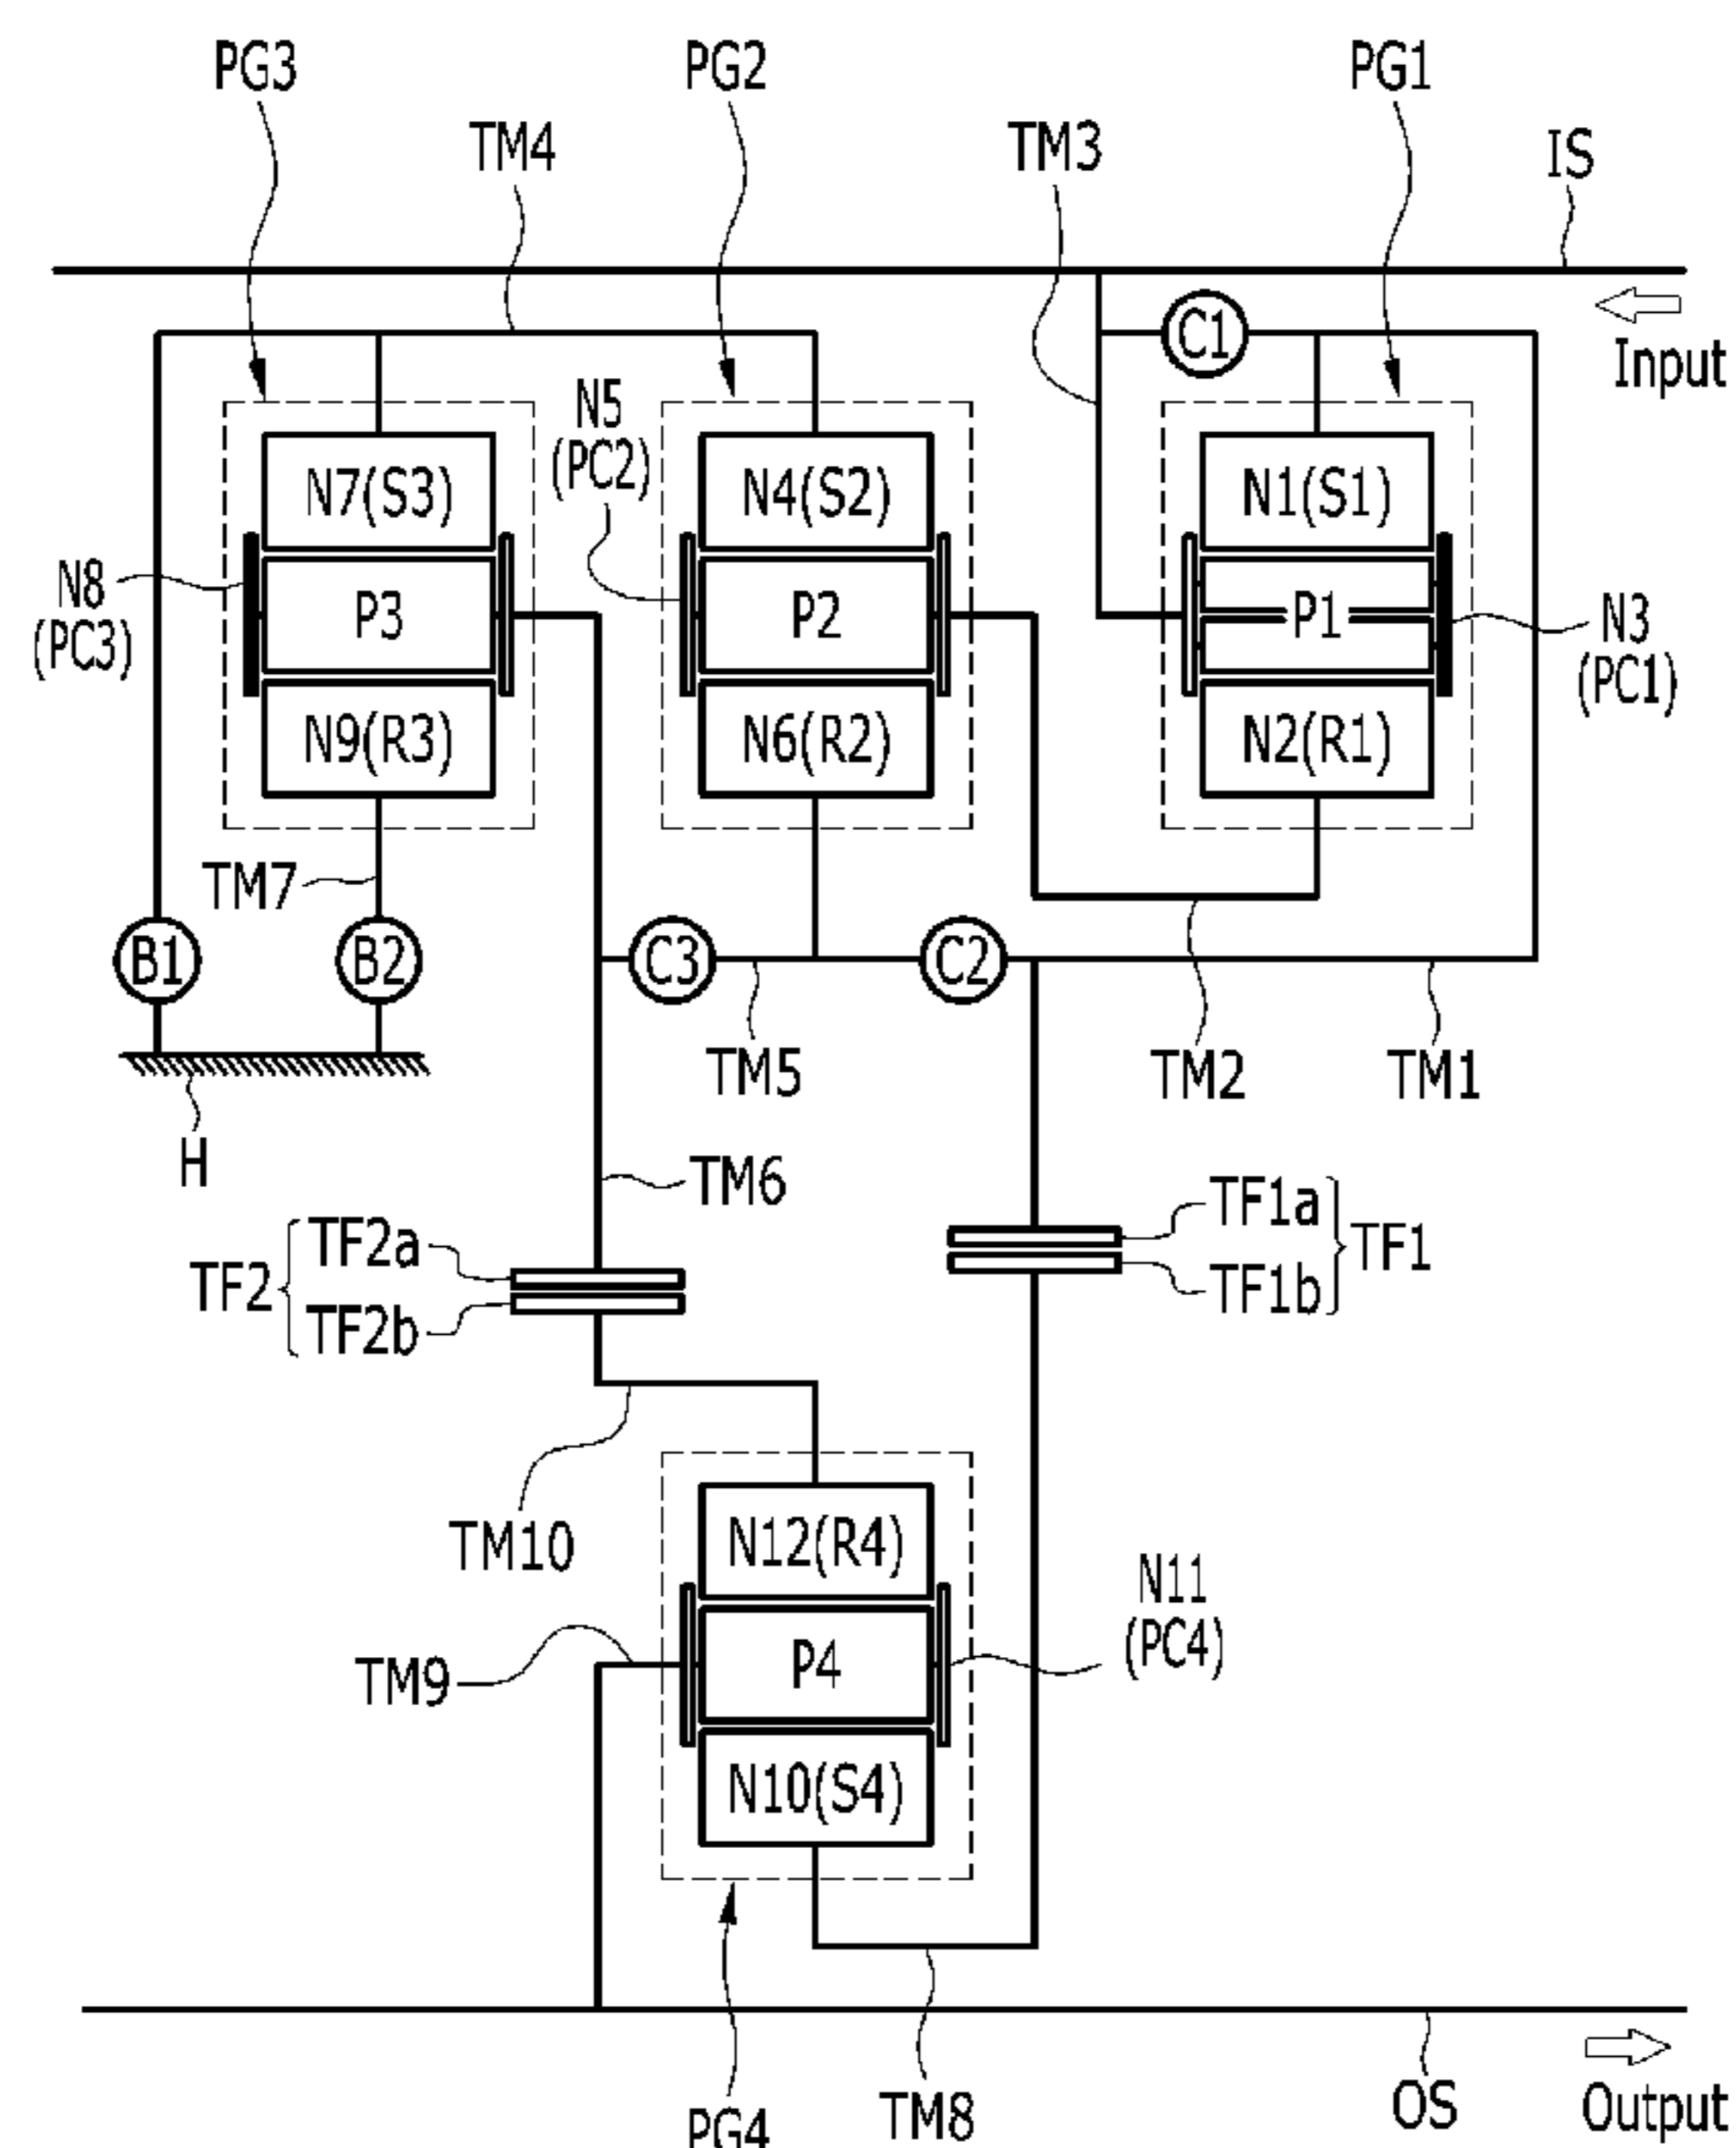 PG3
PG2
PG1
TM4
TM3
IS
C1
Input
N5
(PC2)
N7(S3)
N4(S2)
N1(S1)
N8
(PC3)
P3
P2
P1
N3
(PC1)
N9(R3)
N6(R2)
N2(R1)
TM7
B1
B2
C3
C2
TM5
TM2
TM1
H
TM6
TF1a
TF1
TF1b
TF2a
TF2
TF2b
TM10
N12(R4)
N11
(PC4)
TM9
P4
N10(S4)
PG4
TM8
OS
Output